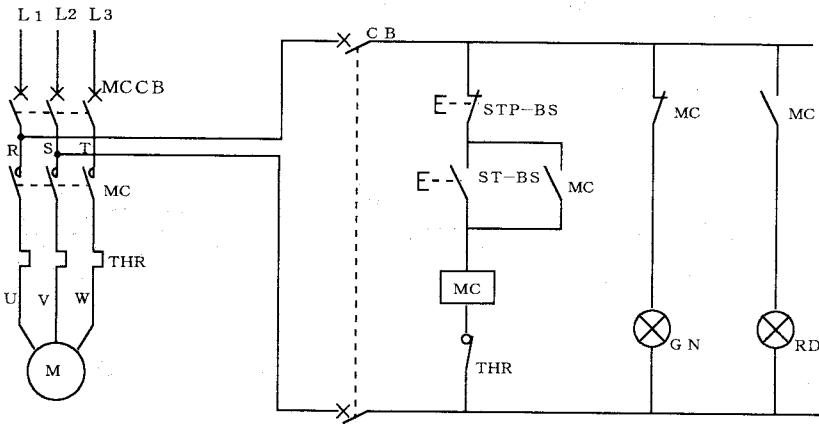 L1 L2 L3
CB
MCCB
STP-BS
MC
MC
R S T
MC
ST-BS
MC
THR
U V W
MC
M
GN
RD
THR